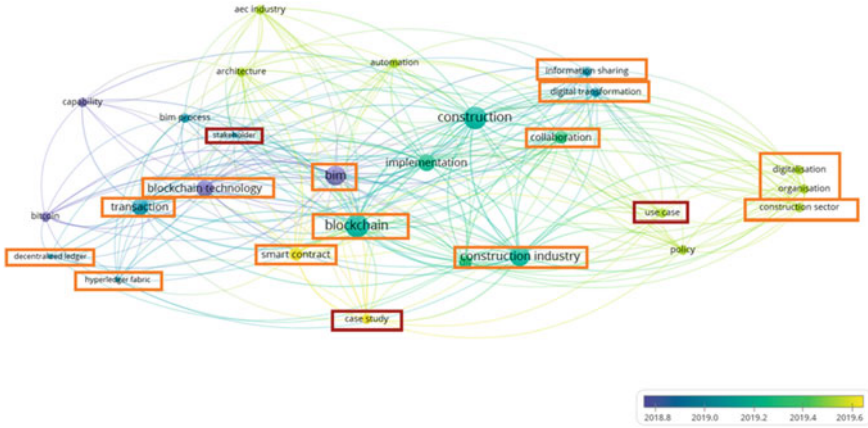 aec industry
automation
architecture
information sharing
digital transformation
capability
bim process
construction
stakeholder
collaboration
implementation
digitalisation
bim
blockchain technology
organisation
transaction
construction sector
use case
bitcoin
blockchain
policy
decentralized ledger
smart contract
construction industry
hyperledger fabric
case study
2018.8 2019.0 2019.2 2019.4 2019.6